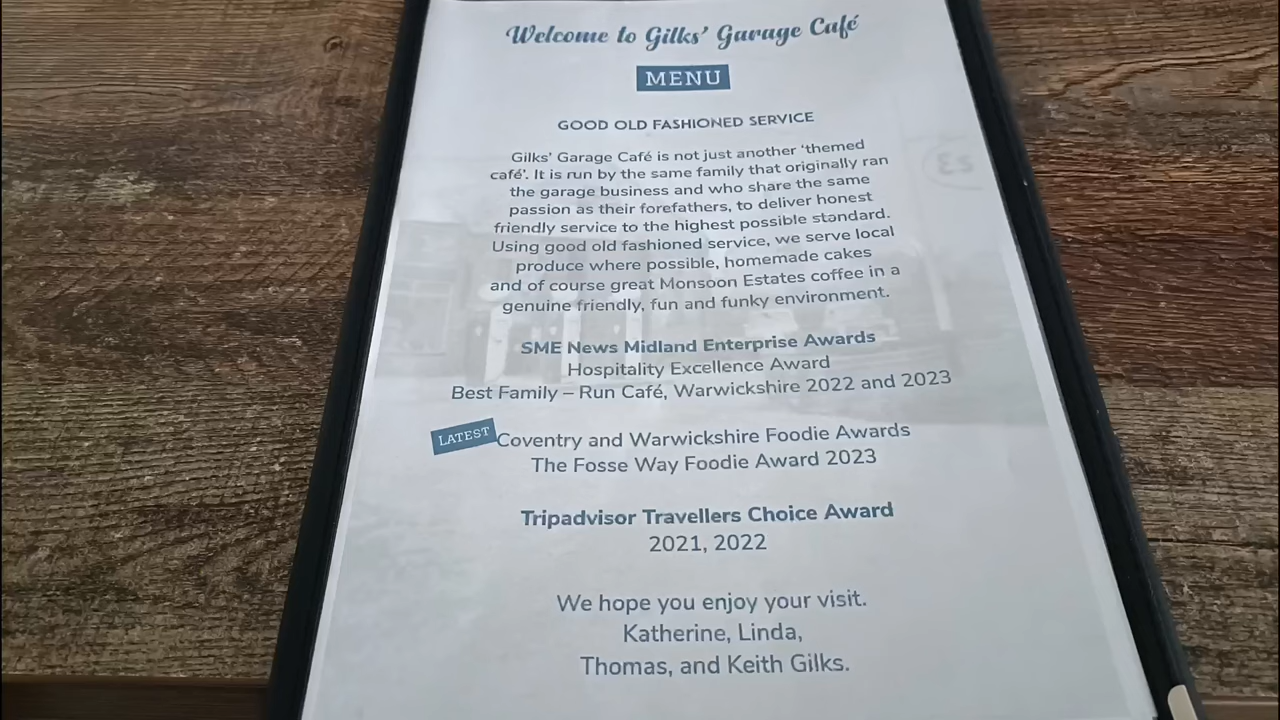 Welcome to Gilks' Garage Café
MENU
GOOD OLD FASHIONED SERVICE
Gilks' Garage Café is not just another 'themed
café'. It is run by the same family that originally ran
the garage business and who share the same
passion as their forefathers, to deliver honest
friendly service to the highest possible standard.
Using good old fashioned service, we serve local
produce where possible, homemade cakes
and of course great Monsoon Estates coffee in a
genuine friendly, fun and funky environment.
SME News Midland Enterprise Awards
Hospitality Excellence Award
Best Family – Run Café, Warwickshire 2022 and 2023
LATEST Coventry and Warwickshire Foodie Awards
The Fosse Way Foodie Award 2023
Tripadvisor Travellers Choice Award
2021, 2022
We hope you enjoy your visit.
Katherine, Linda,
Thomas, and Keith Gilks.